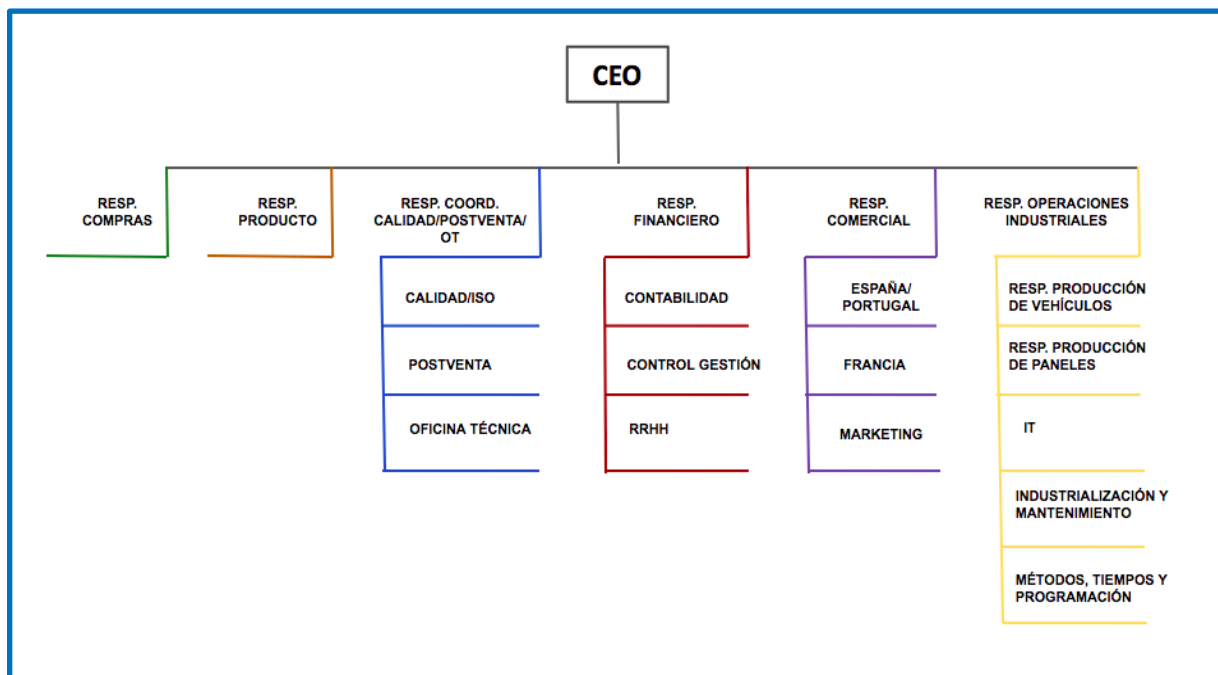 CEO
RESP.
COMPRAS
RESP.
PRODUCTO
RESP. COORD.
CALIDAD/POSTVENTA/
OT
RESP.
FINANCIERO
RESP.
COMERCIAL
RESP. OPERACIONES
INDUSTRIALES
CALIDAD/ISO
POSTVENTA
OFICINA TÉCNICA
CONTABILIDAD
CONTROL GESTIÓN
RRHH
ESPAÑA/
PORTUGAL
FRANCIA
MARKETING
RESP. PRODUCCIÓN
DE VEHÍCULOS
RESP. PRODUCCIÓN
DE PANELES
IT
INDUSTRIALIZACIÓN Y
MANTENIMIENTO
MÉTODOS, TIEMPOS Y
PROGRAMACIÓN